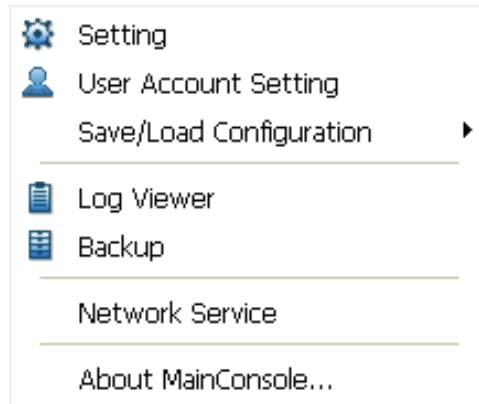 Setting
User Account Setting
Save/Load Configuration
Log Viewer
Backup
Network Service
About MainConsole...